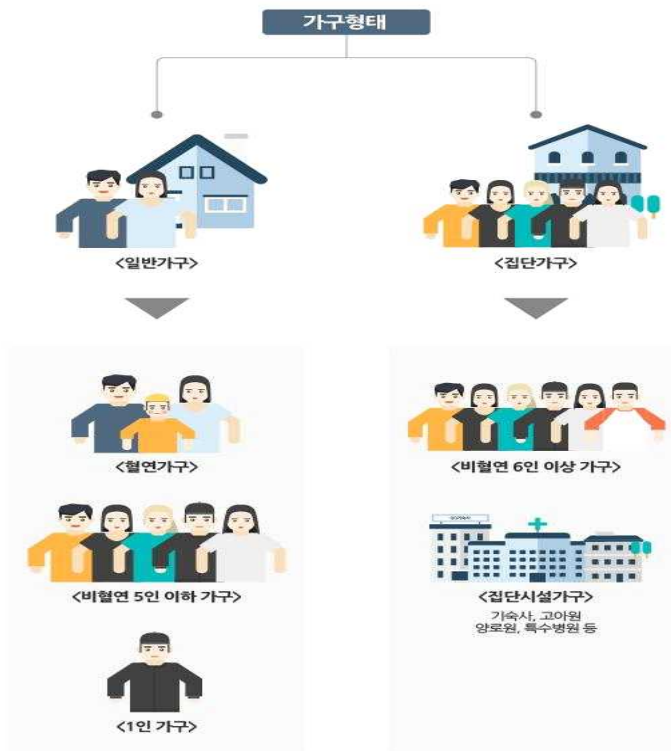 가구형태
<일반가구>
<집단가구>
<혈연가구>
<비혈연 5인 이하 가구>
<1인 가구>
<비혈연 6인 이상 가구>
<집단시설가구>
기숙사, 고아원
양로원, 특수병원 등